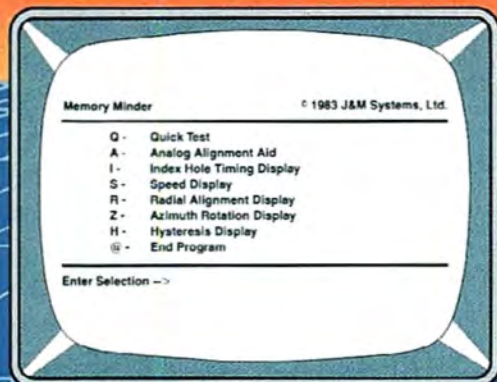 Memory Minder © 1983 J&M Systems, Ltd.
Q - Quick Test
A - Analog Alignment Aid
I - Index Hole Timing Display
S - Speed Display
R - Radial Alignment Display
Z - Azimuth Rotation Display
H - Hysteresis Display
@ - End Program
Enter Selection -->